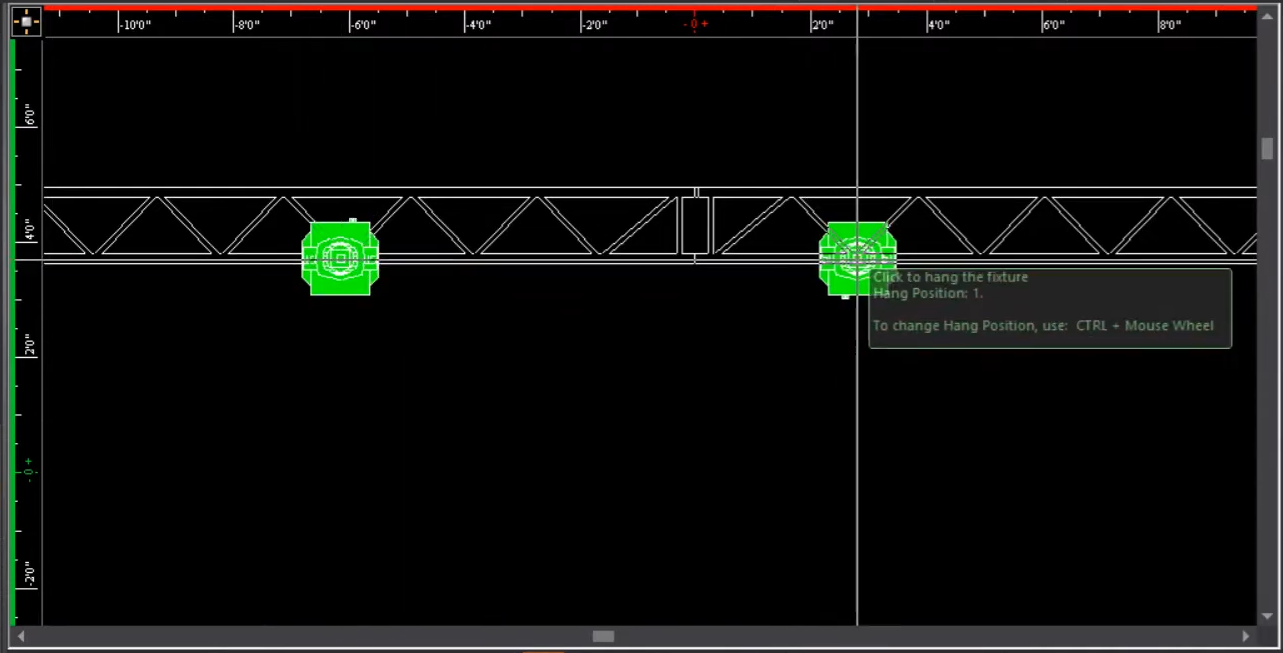 -10'0" -8'0" -6'0" -4'0" -2'0" - 0 + 2'0" 4'0" 6'0" 8'0"
6'0"
4'0"
Click to hang the fixture
Hang Position: 1.
To change Hang Position, use: CTRL + Mouse Wheel
2'0"
- 0 +
-2'0"